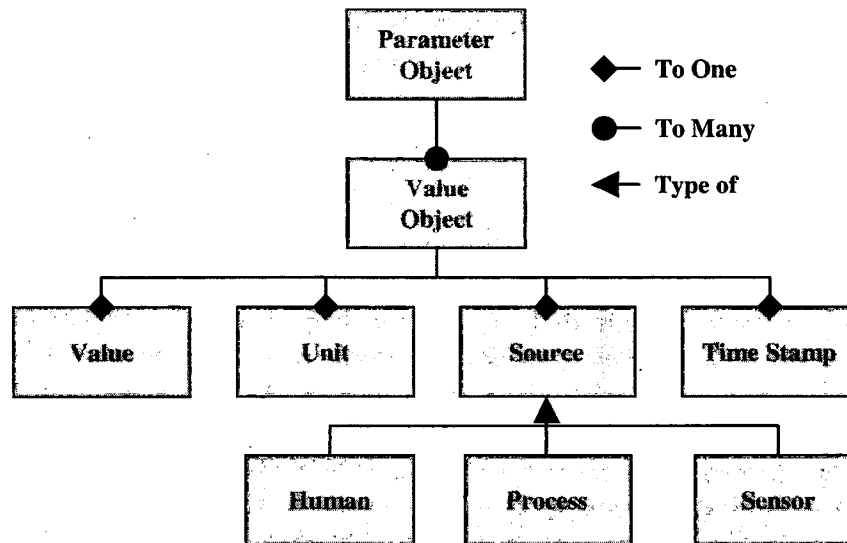 Parameter
Object
To One
To Many
Value
Object
Type of
Value
Unit
Source
Time Stamp
Human
Process
Sensor